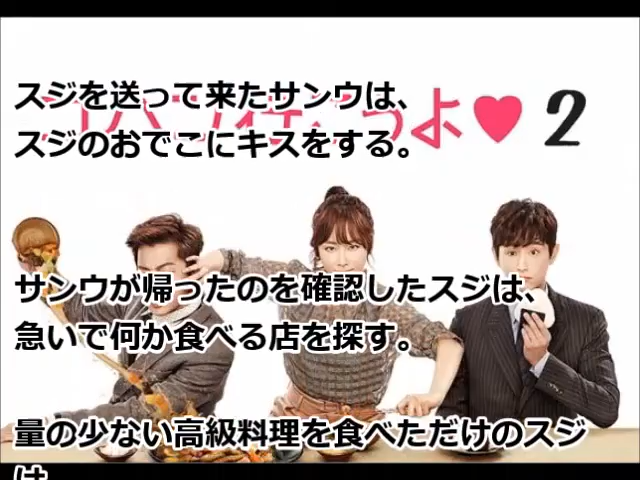 スジを送って来たサンウは、
よ♥2
スジのおでこにキスをする。
サンウが帰ったのを確認したスジは、
急いで何か食べる店を探す。
量の少ない高級料理を食べただけのスジ
は